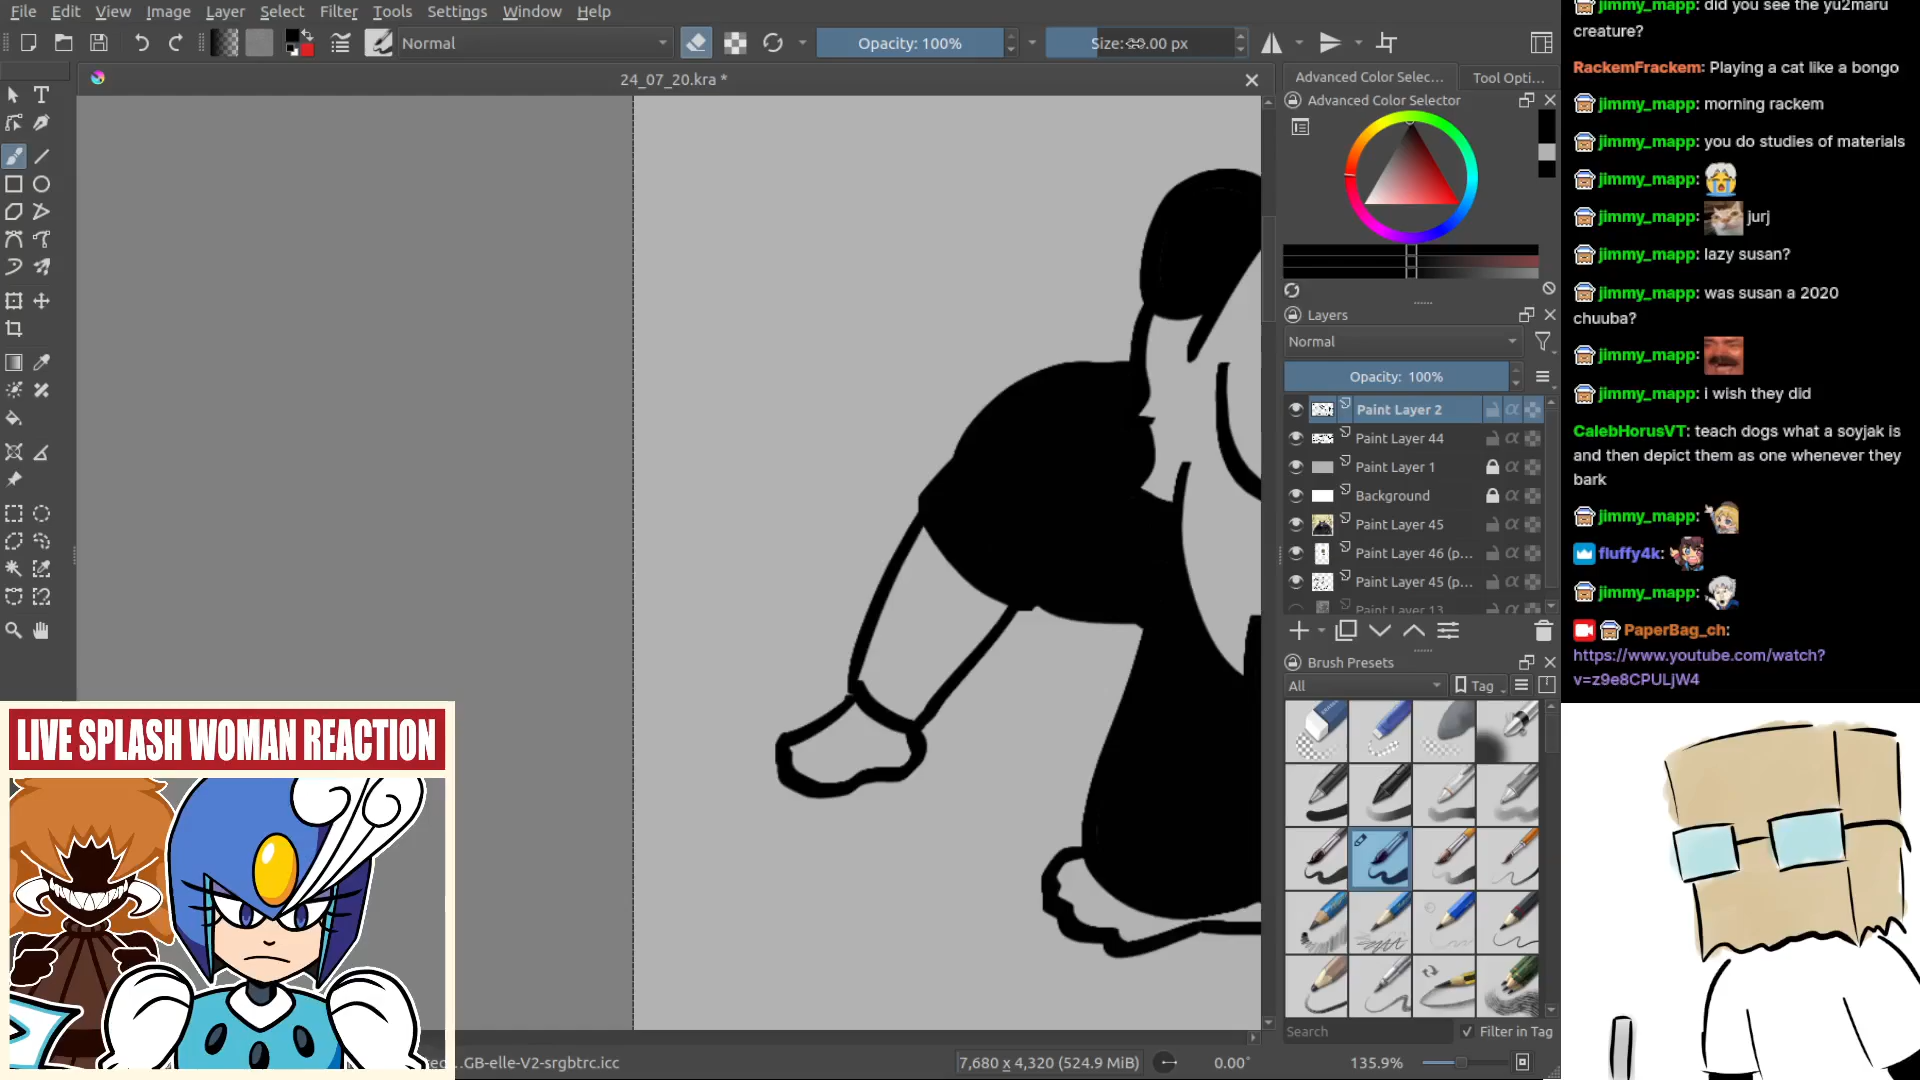 File Edit View Image Layer Select Filter Tools Settings Window Help
Normal
Opacity: 100%
24_07_20.kra *
Advanced Color Selec...
Tool Opti...
Advanced Color Selector
Layers
Normal
Opacity: 100%
Paint Layer 2
Paint Layer 44
Paint Layer 1
Background
Paint Layer 45
Paint Layer 46 (p...
Paint Layer 45 (p...
Paint Layer 13
Brush Presets
All
Tag
Search
Filter in Tag
GB-elle-V2-srgbtrc.icc
7,680 x 4,320 (524.9 MiB)
0.00°
135.9%
LIVE SPLASH WOMAN REACTION
jimmy_mapp: did you see the yu2maru
creature?
RackemFrackem: Playing a cat like a bongo
jimmy_mapp: morning rackem
jimmy_mapp: you do studies of materials
jimmy_mapp:
jimmy_mapp: jurj
jimmy_mapp: lazy susan?
jimmy_mapp: was susan a 2020
chuuba?
jimmy_mapp:
jimmy_mapp: i wish they did
CalebHorusVT: teach dogs what a soyjak is
and then depict them as one whenever they
bark
jimmy_mapp:
fluffy4k:
jimmy_mapp:
PaperBag_ch:
https://www.youtube.com/watch?
v=z9e8CPULjW4